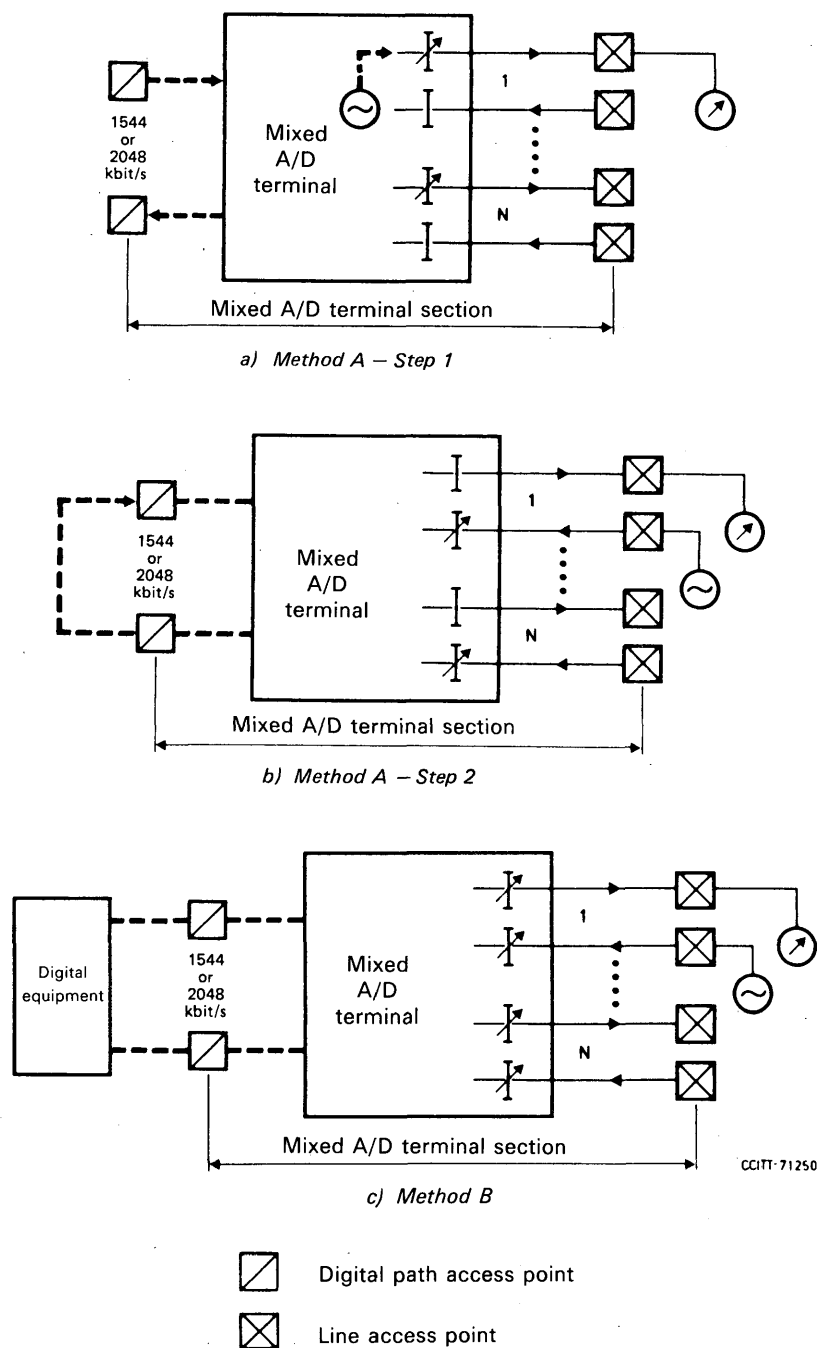 1544
or
2048
kbit/s
Mixed
A/D
terminal
1
N
Mixed A/D terminal section
a) Method A – Step 1
1544
or
2048
kbit/s
Mixed
A/D
terminal
1
N
Mixed A/D terminal section
b) Method A – Step 2
Digital
equipment
1544
or
2048
kbit/s
Mixed
A/D
terminal
1
N
Mixed A/D terminal section
CCITT-71250
c) Method B
Digital path access point
Line access point